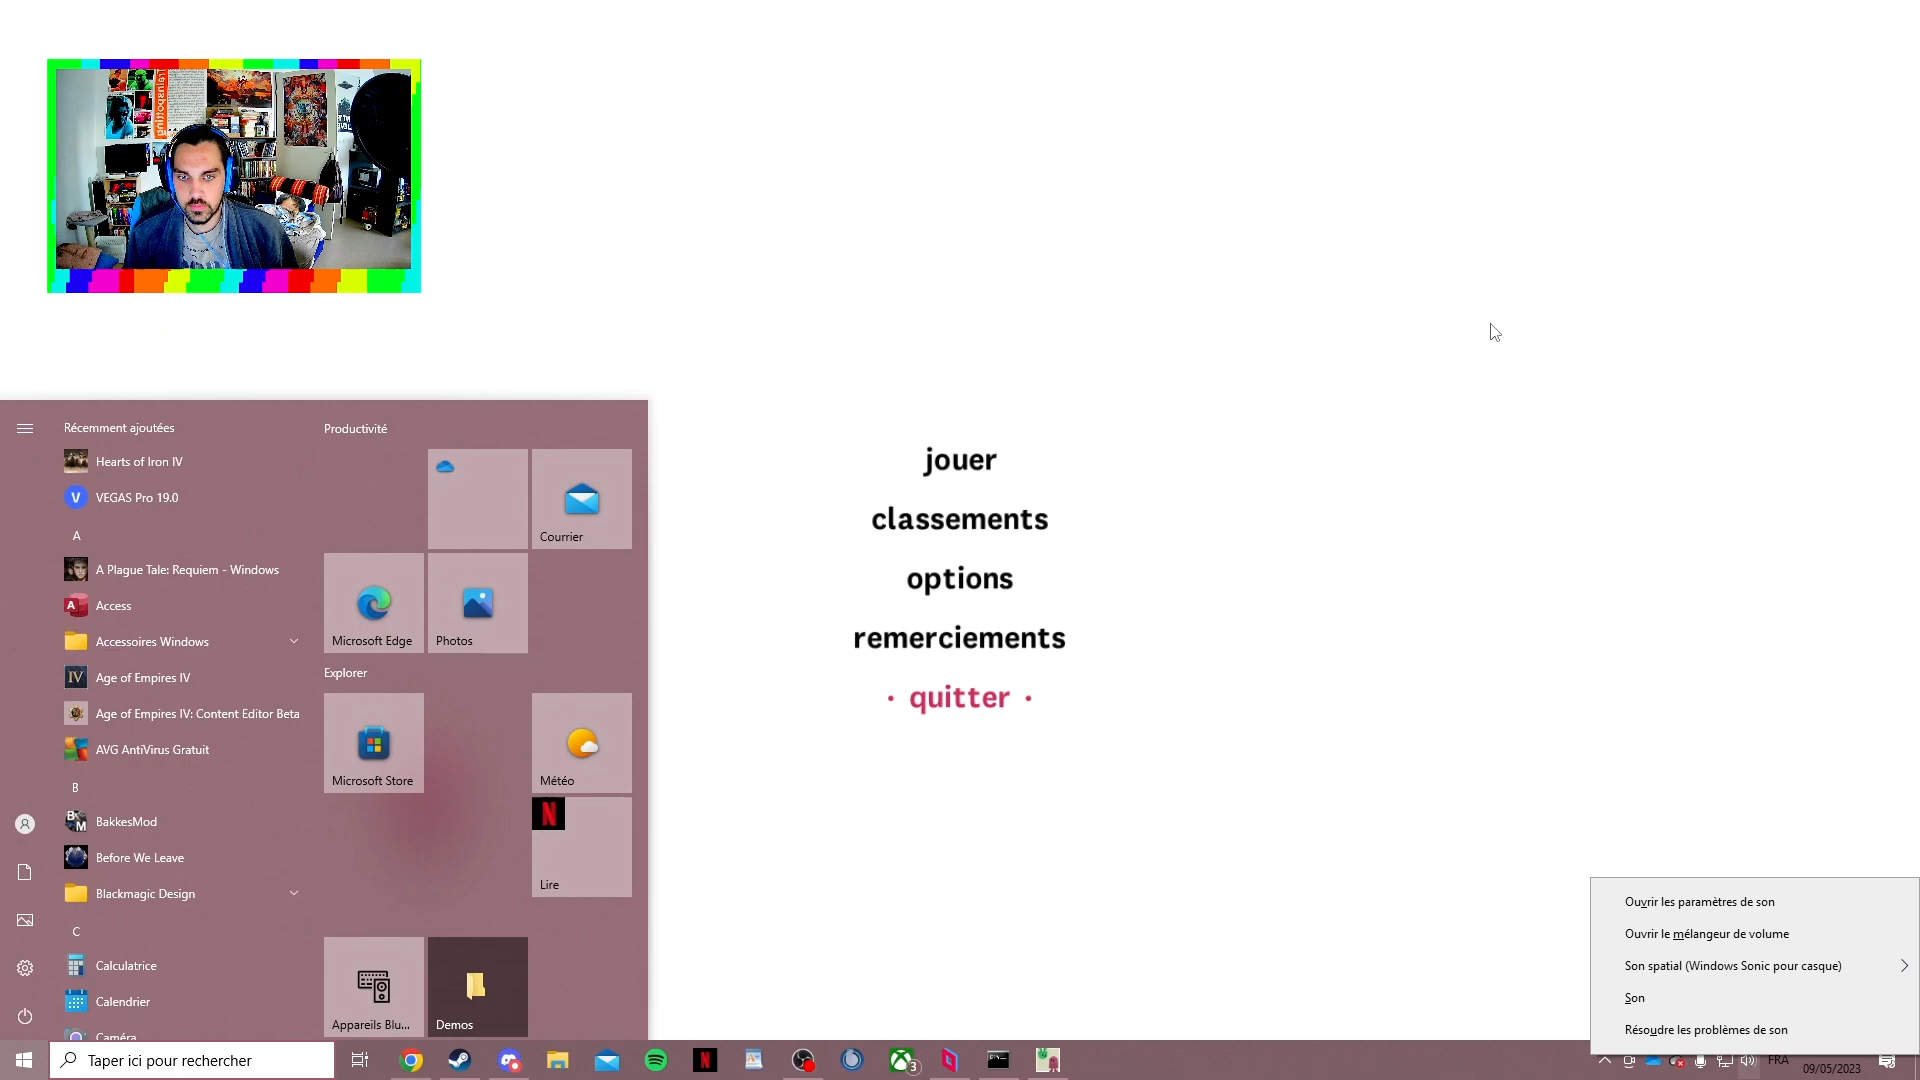 Récemment ajoutées
Hearts of Iron IV
V VEGAS Pro 19.0
A
A Plague Tale: Requiem - Windows
Access
Accessoires Windows
Age of Empires IV
Age of Empires IV: Content Editor Beta
AVG AntiVirus Gratuit
B
BakkesMod
Before We Leave
Blackmagic Design
C
Calculatrice
Calendrier
Caméra
Productivité
Courrier
Microsoft Edge
Photos
Explorer
Microsoft Store
Météo
Lire
Appareils Blu...
Demos
jouer
classements
options
remerciements
· quitter ·
Ouvrir les paramètres de son
Ouvrir le mélangeur de volume
Son spatial (Windows Sonic pour casque)
Son
Résoudre les problèmes de son
Taper ici pour rechercher
3
FRA
09/05/2023